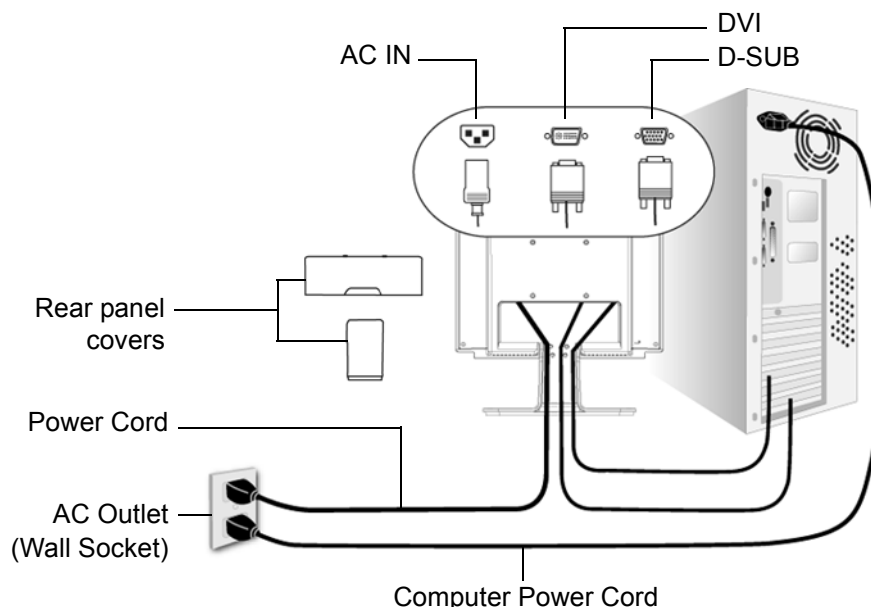 DVI
AC IN
D-SUB
Rear panel
covers
Power Cord
AC Outlet
(Wall Socket)
Computer Power Cord